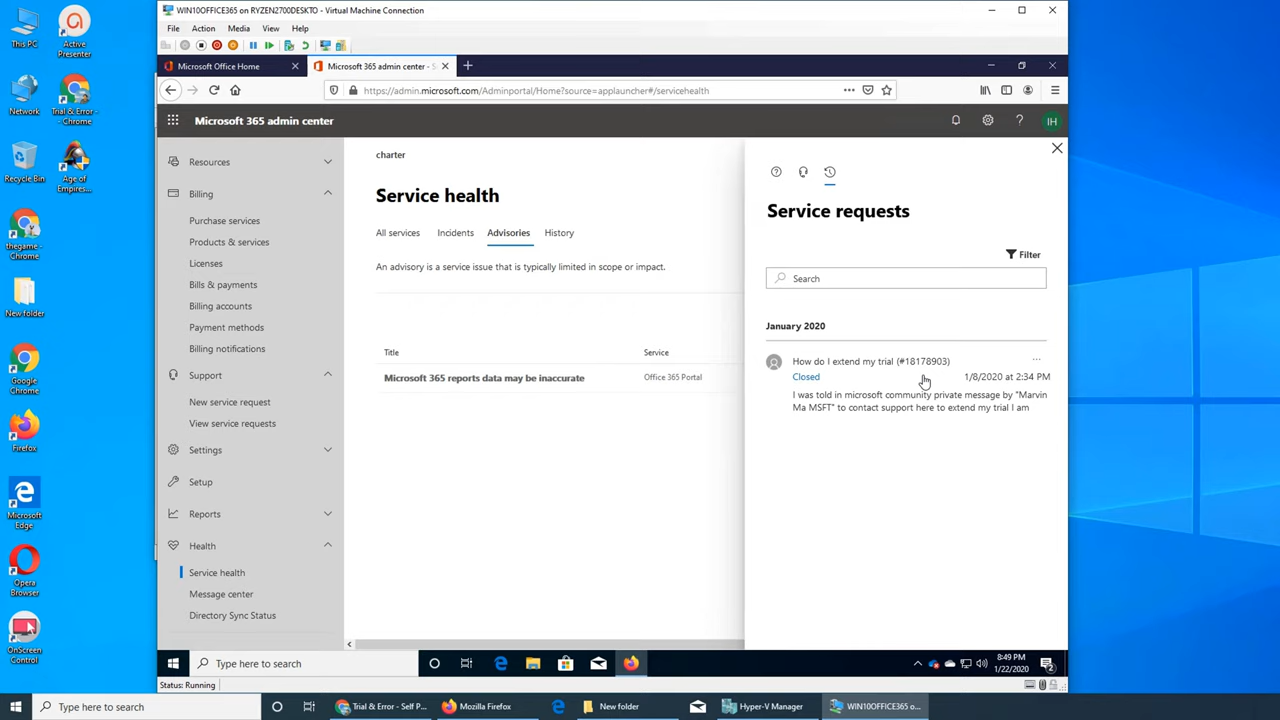 WIN10OFFICE365 on RYZEN2700DESKTO - Virtual Machine Connection
File Action Media View Help
Microsoft Office Home
Microsoft 365 admin center - S
https://admin.microsoft.com/Adminportal/Home?source=applauncher#/servicehealth
Microsoft 365 admin center
IH
Resources
Billing
Purchase services
Products & services
Licenses
Bills & payments
Billing accounts
Payment methods
Billing notifications
Support
New service request
View service requests
Settings
Setup
Reports
Health
Service health
Message center
Directory Sync Status
charter
Service health
All services Incidents Advisories History
An advisory is a service issue that is typically limited in scope or impact.
Title Service
Microsoft 365 reports data may be inaccurate Office 365 Portal
Service requests
Filter
Search
January 2020
How do I extend my trial (#18178903)
Closed 1/8/2020 at 2:34 PM
I was told in microsoft community private message by "Marvin
Ma MSFT" to contact support here to extend my trial I am
Type here to search
8:49 PM
1/22/2020
2
Status: Running
This PC
Active
Presenter
Network
Trial & Error -
- Chrome
Recycle Bin
Age of
Empires...
thegame -
Chrome
New folder
Google
Chrome
Firefox
Microsoft
Edge
Opera
Browser
OnScreen
Control
Type here to search
Trial & Error - Self P...
Mozilla Firefox
New folder
Hyper-V Manager
WIN10OFFICE365 o...